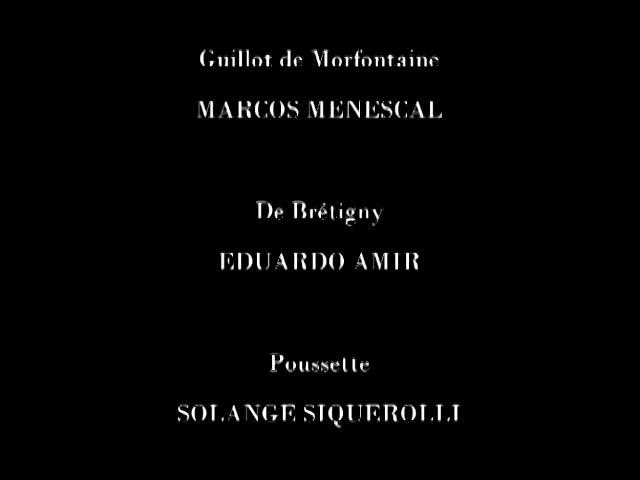 Guillot de Morfontaine
MARCOS MENESCAL
De Brétigny
EDUARDO AMIR
Poussette
SOLANGE SIQUEROLLI